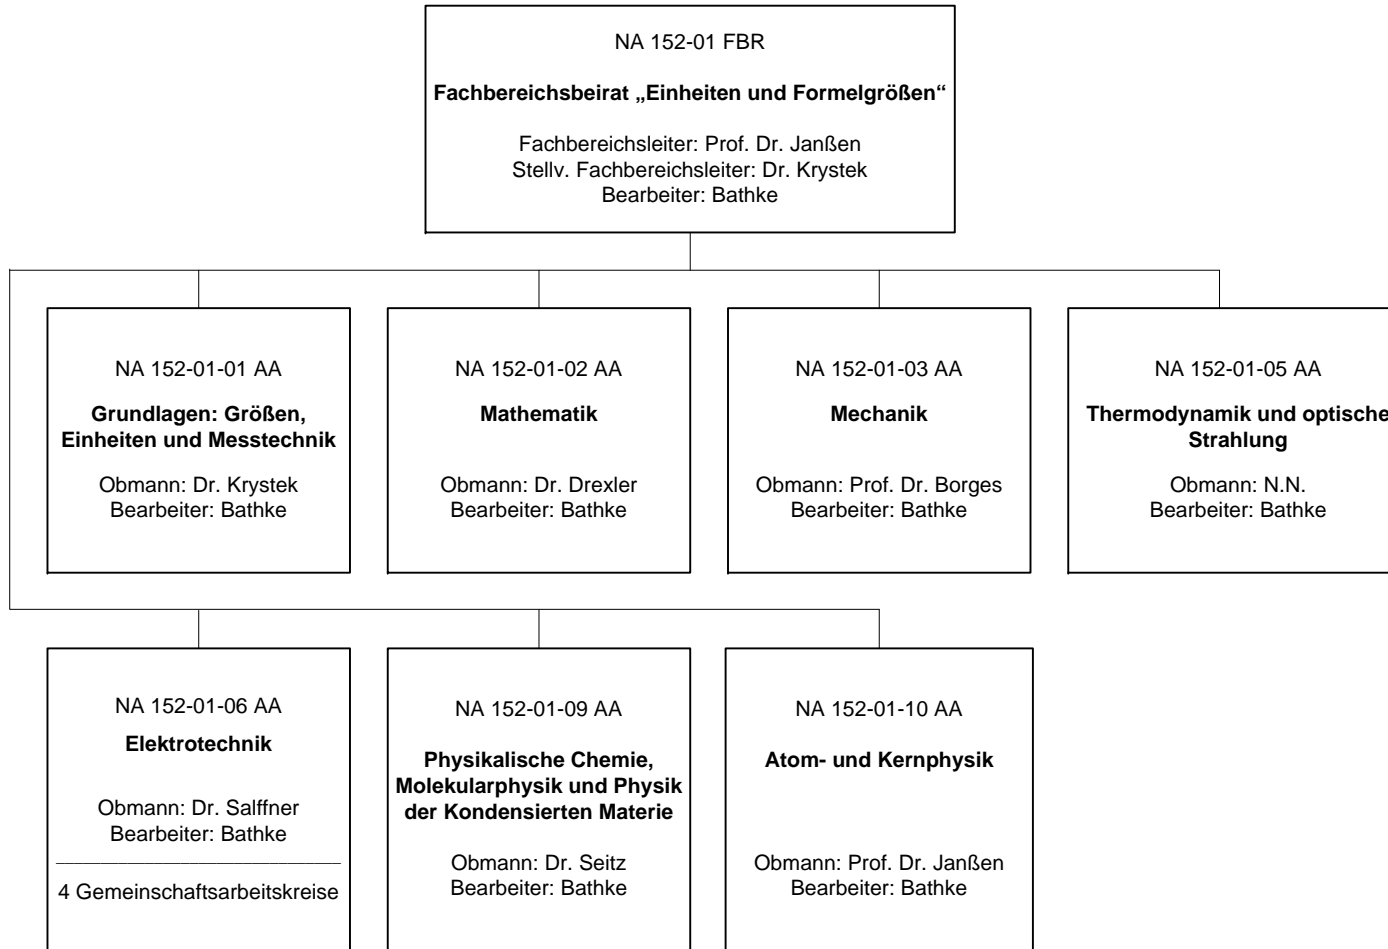 NA 152-01 FBR
Fachbereichsbeirat „Einheiten und Formelgrößen“
Fachbereichsleiter: Prof. Dr. Janßen
Stellv. Fachbereichsleiter: Dr. Krystek
Bearbeiter: Bathke
NA 152-01-01 AA
Grundlagen: Größen,
Einheiten und Messtechnik
Obmann: Dr. Krystek
Bearbeiter: Bathke
NA 152-01-02 AA
Mathematik
Obmann: Dr. Drexler
Bearbeiter: Bathke
NA 152-01-03 AA
Mechanik
Obmann: Prof. Dr. Borges
Bearbeiter: Bathke
NA 152-01-05 AA
Thermodynamik und optische
Strahlung
Obmann: N.N.
Bearbeiter: Bathke
NA 152-01-06 AA
Elektrotechnik
Obmann: Dr. Salffner
Bearbeiter: Bathke
4 Gemeinschaftsarbeitskreise
NA 152-01-09 AA
Physikalische Chemie,
Molekularphysik und Physik
der Kondensierten Materie
Obmann: Dr. Seitz
Bearbeiter: Bathke
NA 152-01-10 AA
Atom- und Kernphysik
Obmann: Prof. Dr. Janßen
Bearbeiter: Bathke